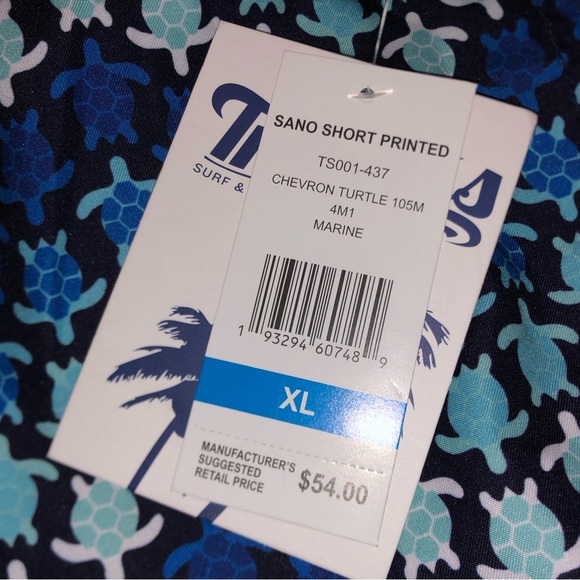 SURF &
SANO SHORT PRINTED
TS001-437
CHEVRON TURTLE 105M
4M1
MARINE
1 93294 60748 9
XL
MANUFACTURER'S
SUGGESTED
RETAIL PRICE
$54.00